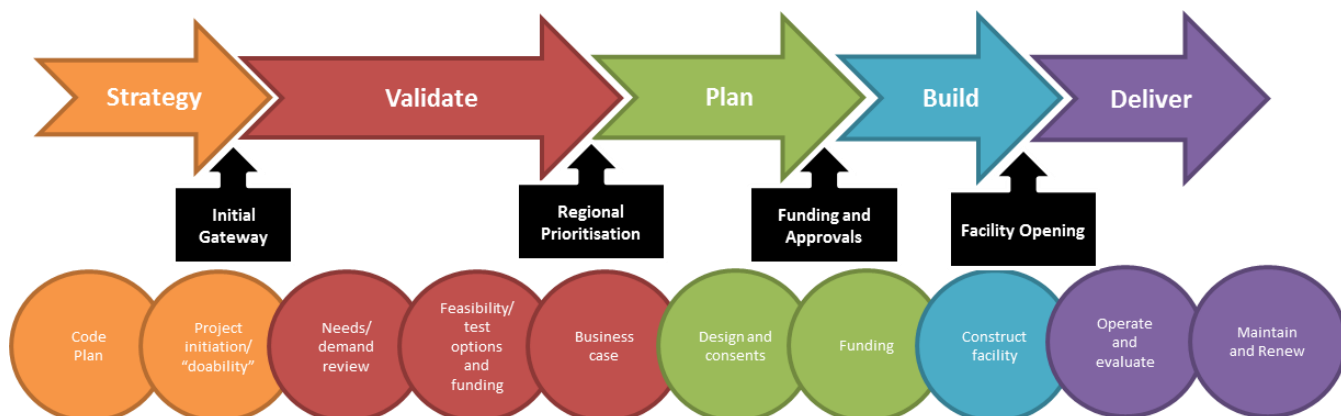 Strategy
Validate
Plan
Build
Deliver
Initial
Gateway
Regional
Prioritisation
Funding and
Approvals
Facility Opening
Code
Plan
Project
initiation/
“doability”
Needs/
demand
review
Feasibility/
test
options
and
funding
Business
case
Design and
consents
Funding
Construct
facility
Operate
and
evaluate
Maintain
and Renew